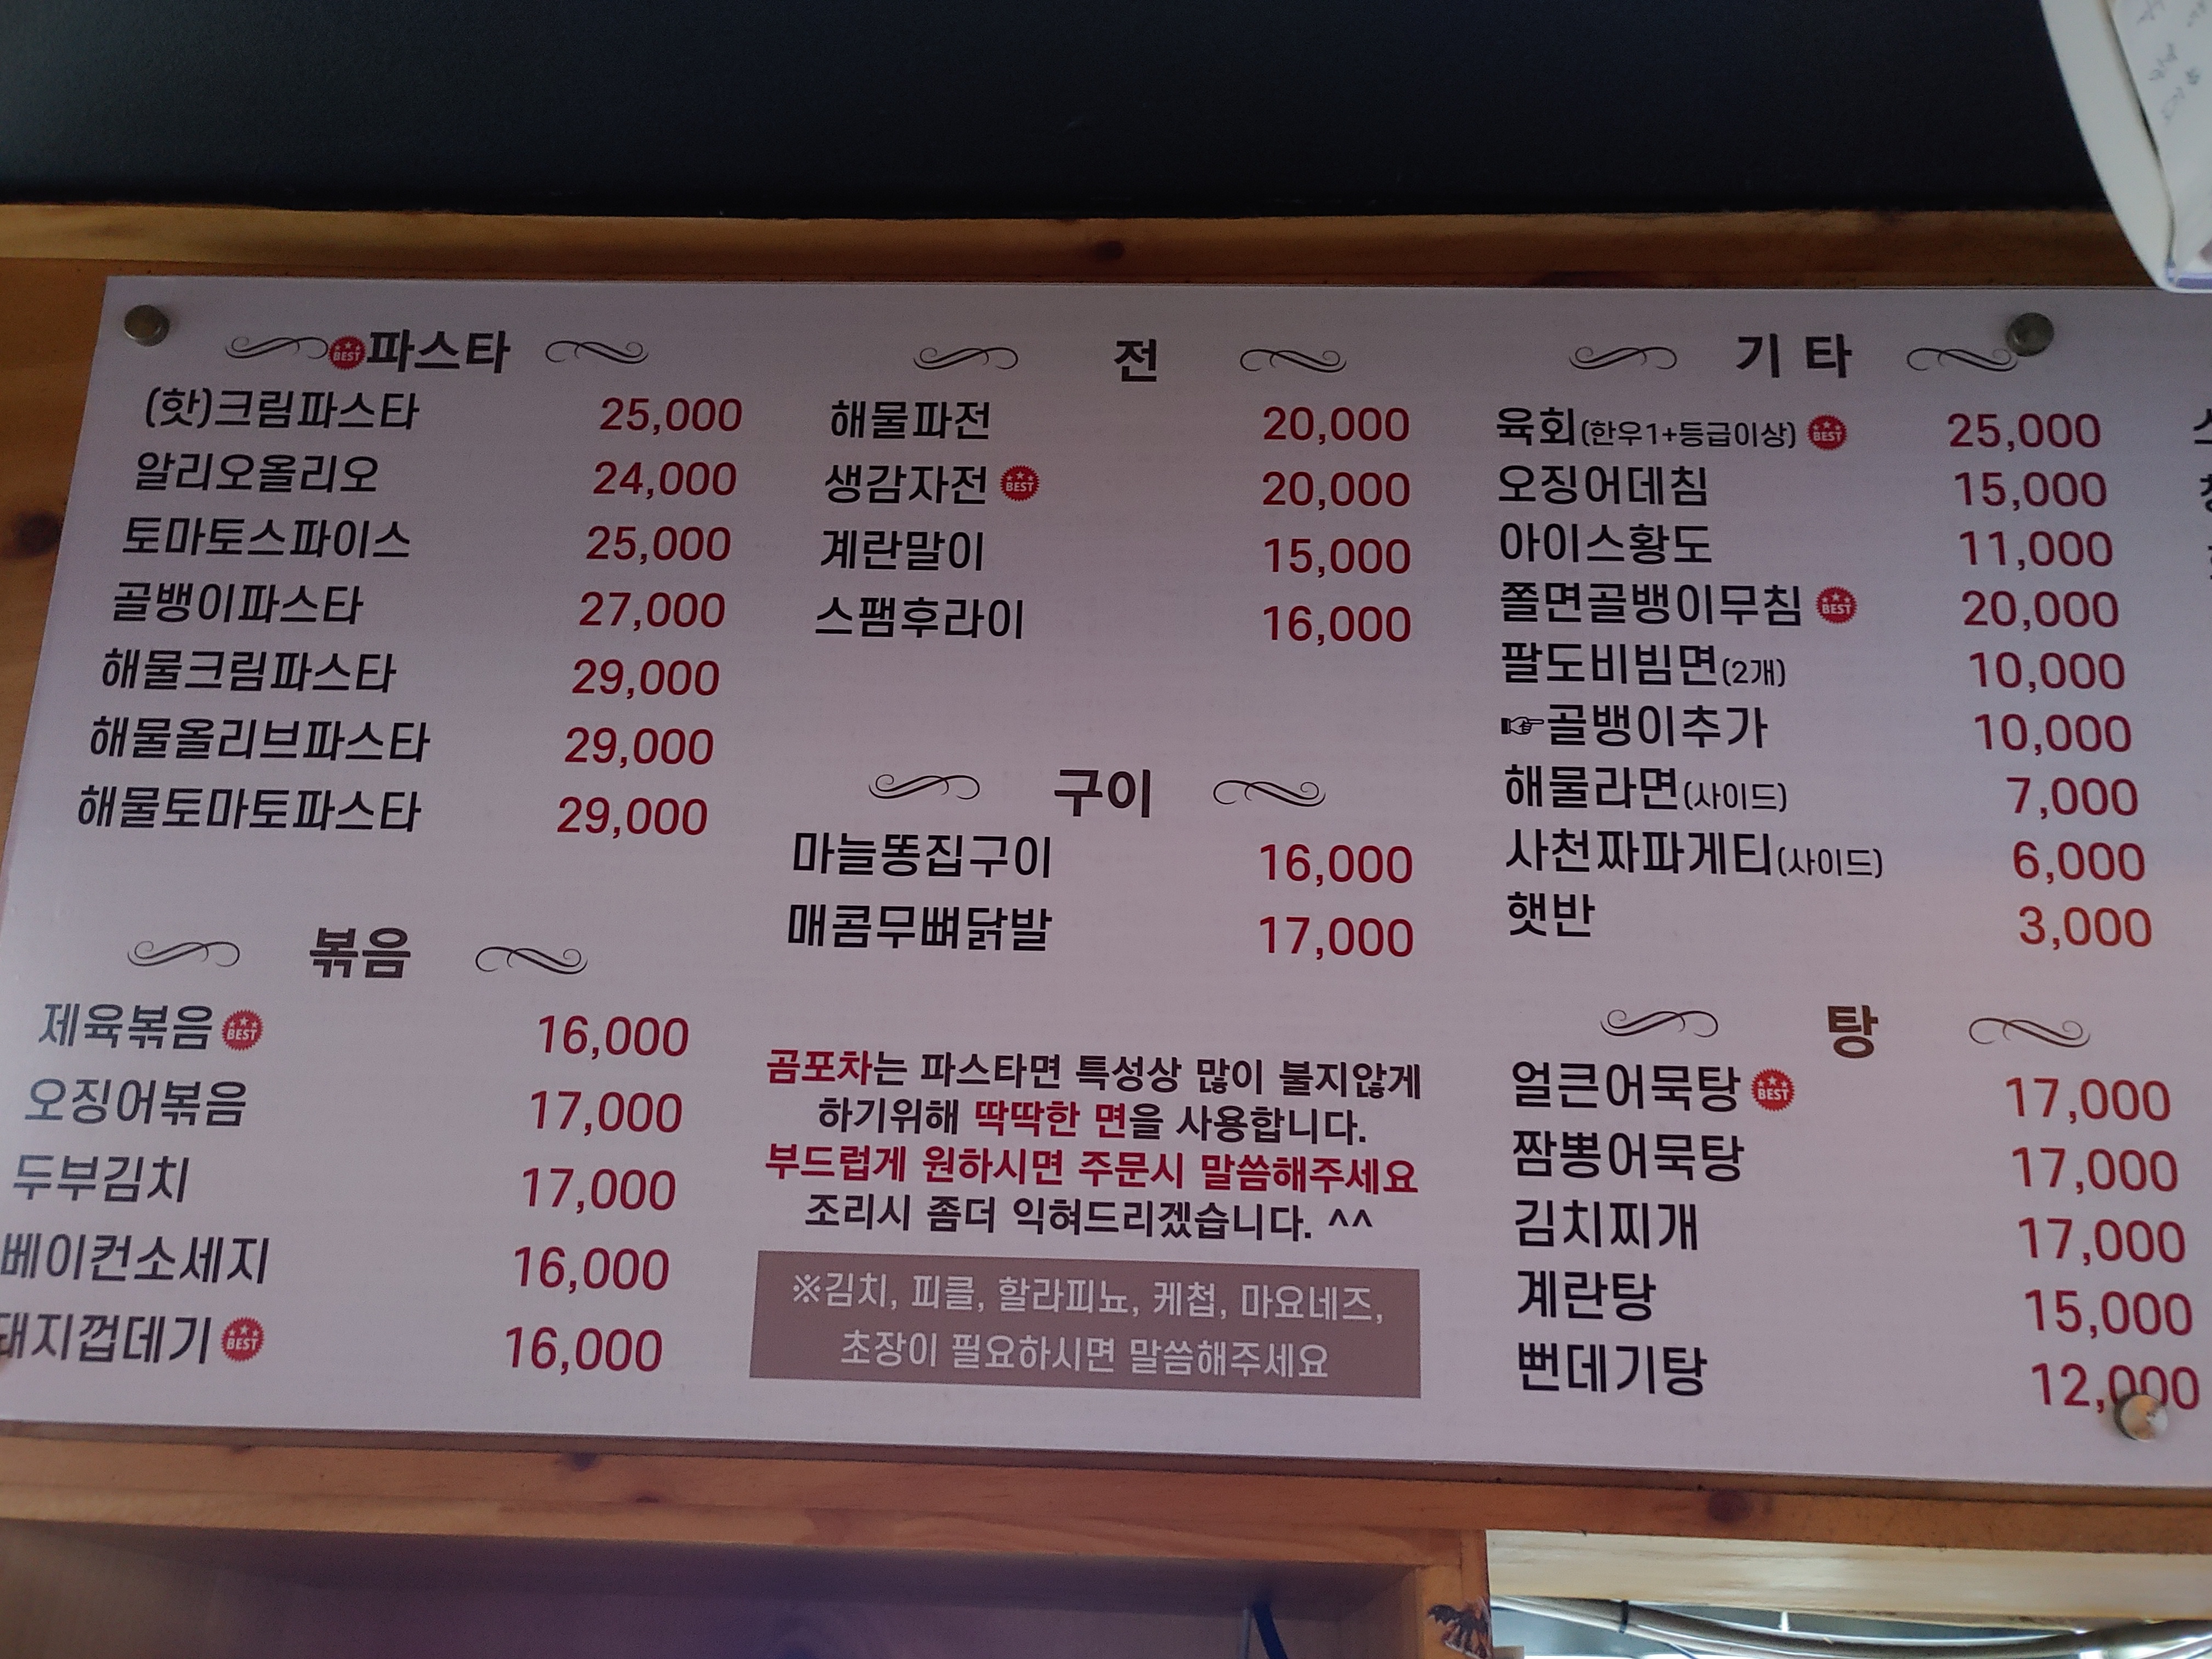 BEST 파스타
(핫)크림파스타 25,000
알리오올리오 24,000
토마토스파이스 25,000
골뱅이파스타 27,000
해물크림파스타 29,000
해물올리브파스타 29,000
해물토마토파스타 29,000
볶음
제육볶음 BEST 16,000
오징어볶음 17,000
두부김치 17,000
베이컨소세지 16,000
돼지껍데기 BEST 16,000
전
해물파전 20,000
생감자전 BEST 20,000
계란말이 15,000
스팸후라이 16,000
구이
마늘똥집구이 16,000
매콤무뼈닭발 17,000
곰포차는 파스타면 특성상 많이 불지않게
하기위해 딱딱한 면을 사용합니다.
부드럽게 원하시면 주문시 말씀해주세요
조리시 좀더 익혀드리겠습니다. ^^
※김치, 피클, 할라피뇨, 케첩, 마요네즈,
초장이 필요하시면 말씀해주세요
기 타
육회(한우1+등급이상) BEST 25,000
오징어데침 15,000
아이스황도 11,000
쫄면골뱅이무침 BEST 20,000
팔도비빔면(2개) 10,000
☞골뱅이추가 10,000
해물라면(사이드) 7,000
사천짜파게티(사이드) 6,000
햇반 3,000
탕
얼큰어묵탕 BEST 17,000
짬뽕어묵탕 17,000
김치찌개 17,000
계란탕 15,000
뻔데기탕 12,000